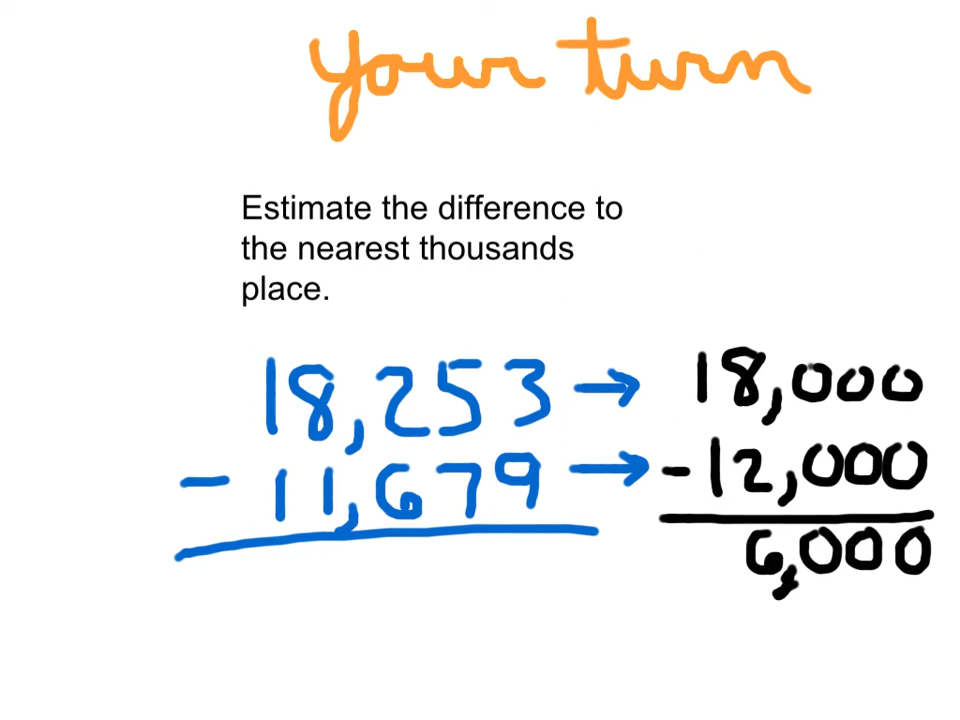 your turn
Estimate the difference to
the nearest thousands
place.
18,253 → 18,000
- 11,679 → - 12,000
6,000